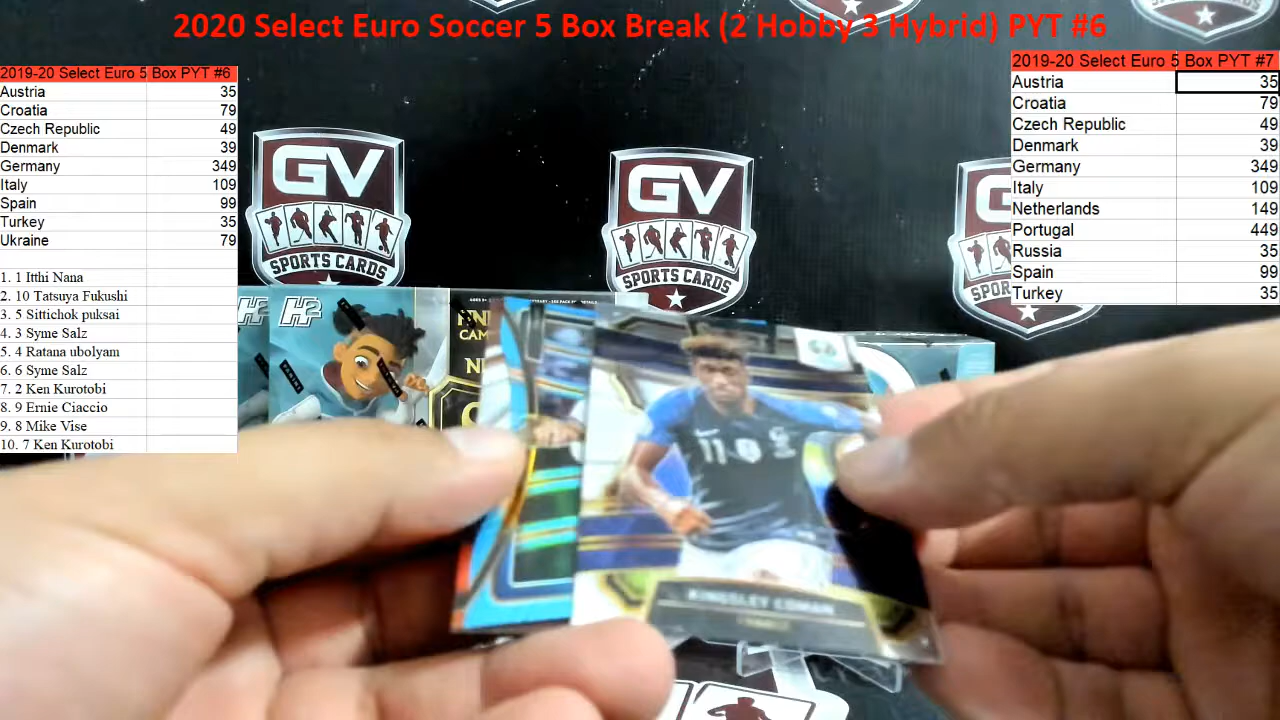 2020 Select Euro Soccer 5 Box Break (2 Hobby 3 Hybrid) PYT #6
2019-20 Select Euro 5 Box PYT #6
Austria 35
Croatia 79
Czech Republic 49
Denmark 39
Germany 349
Italy 109
Spain 99
Turkey 35
Ukraine 79
1. 1 Itthi Nana
2. 10 Tatsuya Fukushi
3. 5 Sittichok puksai
4. 3 Syme Salz
5. 4 Ratana ubolyam
6. 6 Syme Salz
7. 2 Ken Kurotobi
8. 9 Ernie Ciaccio
9. 8 Mike Vise
10. 7 Ken Kurotobi
2019-20 Select Euro 5 Box PYT #7
Austria 35
Croatia 79
Czech Republic 49
Denmark 39
Germany 349
Italy 109
Netherlands 149
Portugal 449
Russia 35
Spain 99
Turkey 35
GV
SPORTS CARDS
GV
SPORTS CARDS
H2
H2
PANINI
11
KINGSLEY COMAN